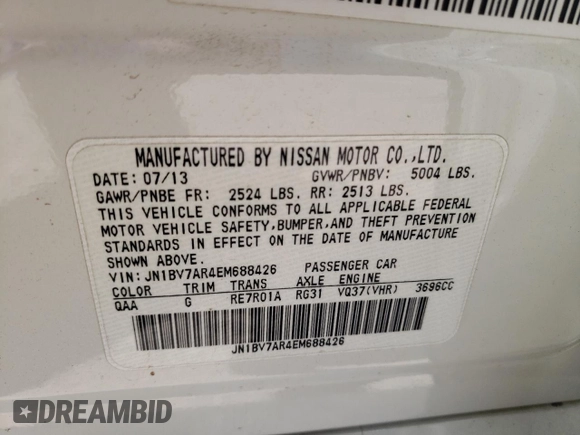 MANUFACTURED BY NISSAN MOTOR CO.,LTD.
DATE: 07/13 GVWR/PNBV: 5004 LBS.
GAWR/PNBE FR: 2524 LBS. RR: 2513 LBS.
THIS VEHICLE CONFORMS TO ALL APPLICABLE FEDERAL
MOTOR VEHICLE SAFETY,BUMPER,AND THEFT PREVENTION
STANDARDS IN EFFECT ON THE DATE OF MANUFACTURE
SHOWN ABOVE.
VIN: JN1BV7AR4EM688426 PASSENGER CAR
COLOR TRIM TRANS AXLE ENGINE
QAA G RE7R01A RG31 VQ37(VHR) 3696CC
JN1BV7AR4EM688426
DREAMBID